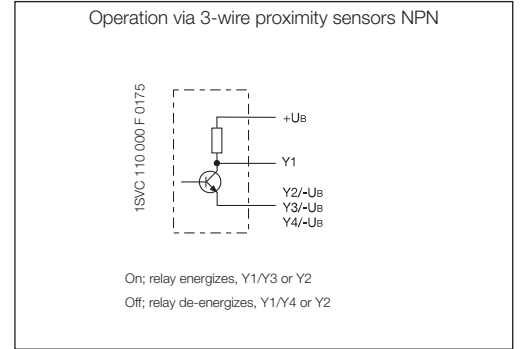 Operation via 3-wire proximity sensors NPN
1SVC 110 000 F 0175
+UB
Y1
Y2/-UB
Y3/-UB
Y4/-UB
On; relay energizes, Y1/Y3 or Y2
Off; relay de-energizes, Y1/Y4 or Y2